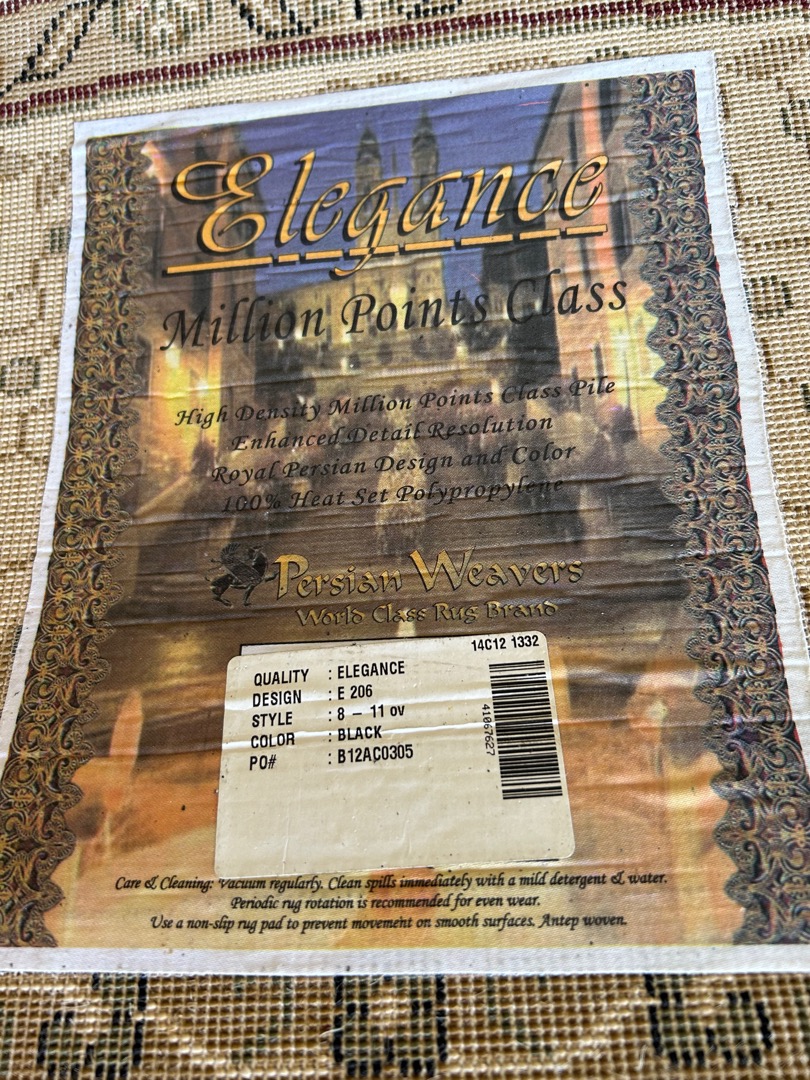 Elegance
Million Points Class
High Density Million Points Class Pile
Enhanced Detail Resolution
Royal Persian Design and Color
100% Heat Set Polypropylene
Persian Weavers
World Class Rug Brand
14C12 1332
QUALITY : ELEGANCE
DESIGN : E 206
STYLE : 8 – 11 ov
COLOR : BLACK
PO# : B12AC0305
41067627
Care & Cleaning: Vacuum regularly. Clean spills immediately with a mild detergent & water.
Periodic rug rotation is recommended for even wear.
Use a non-slip rug pad to prevent movement on smooth surfaces. Antep woven.